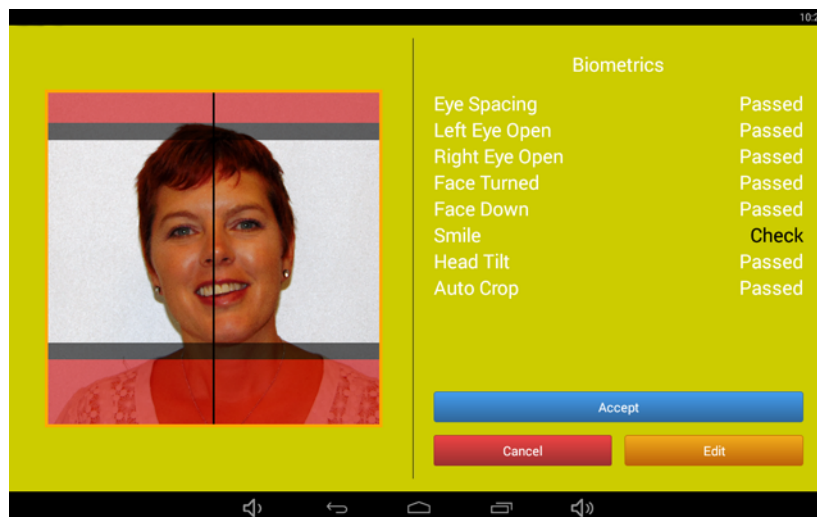 Biometrics
Eye Spacing Passed
Left Eye Open Passed
Right Eye Open Passed
Face Turned Passed
Face Down Passed
Smile Check
Head Tilt Passed
Auto Crop Passed
Accept
Cancel Edit